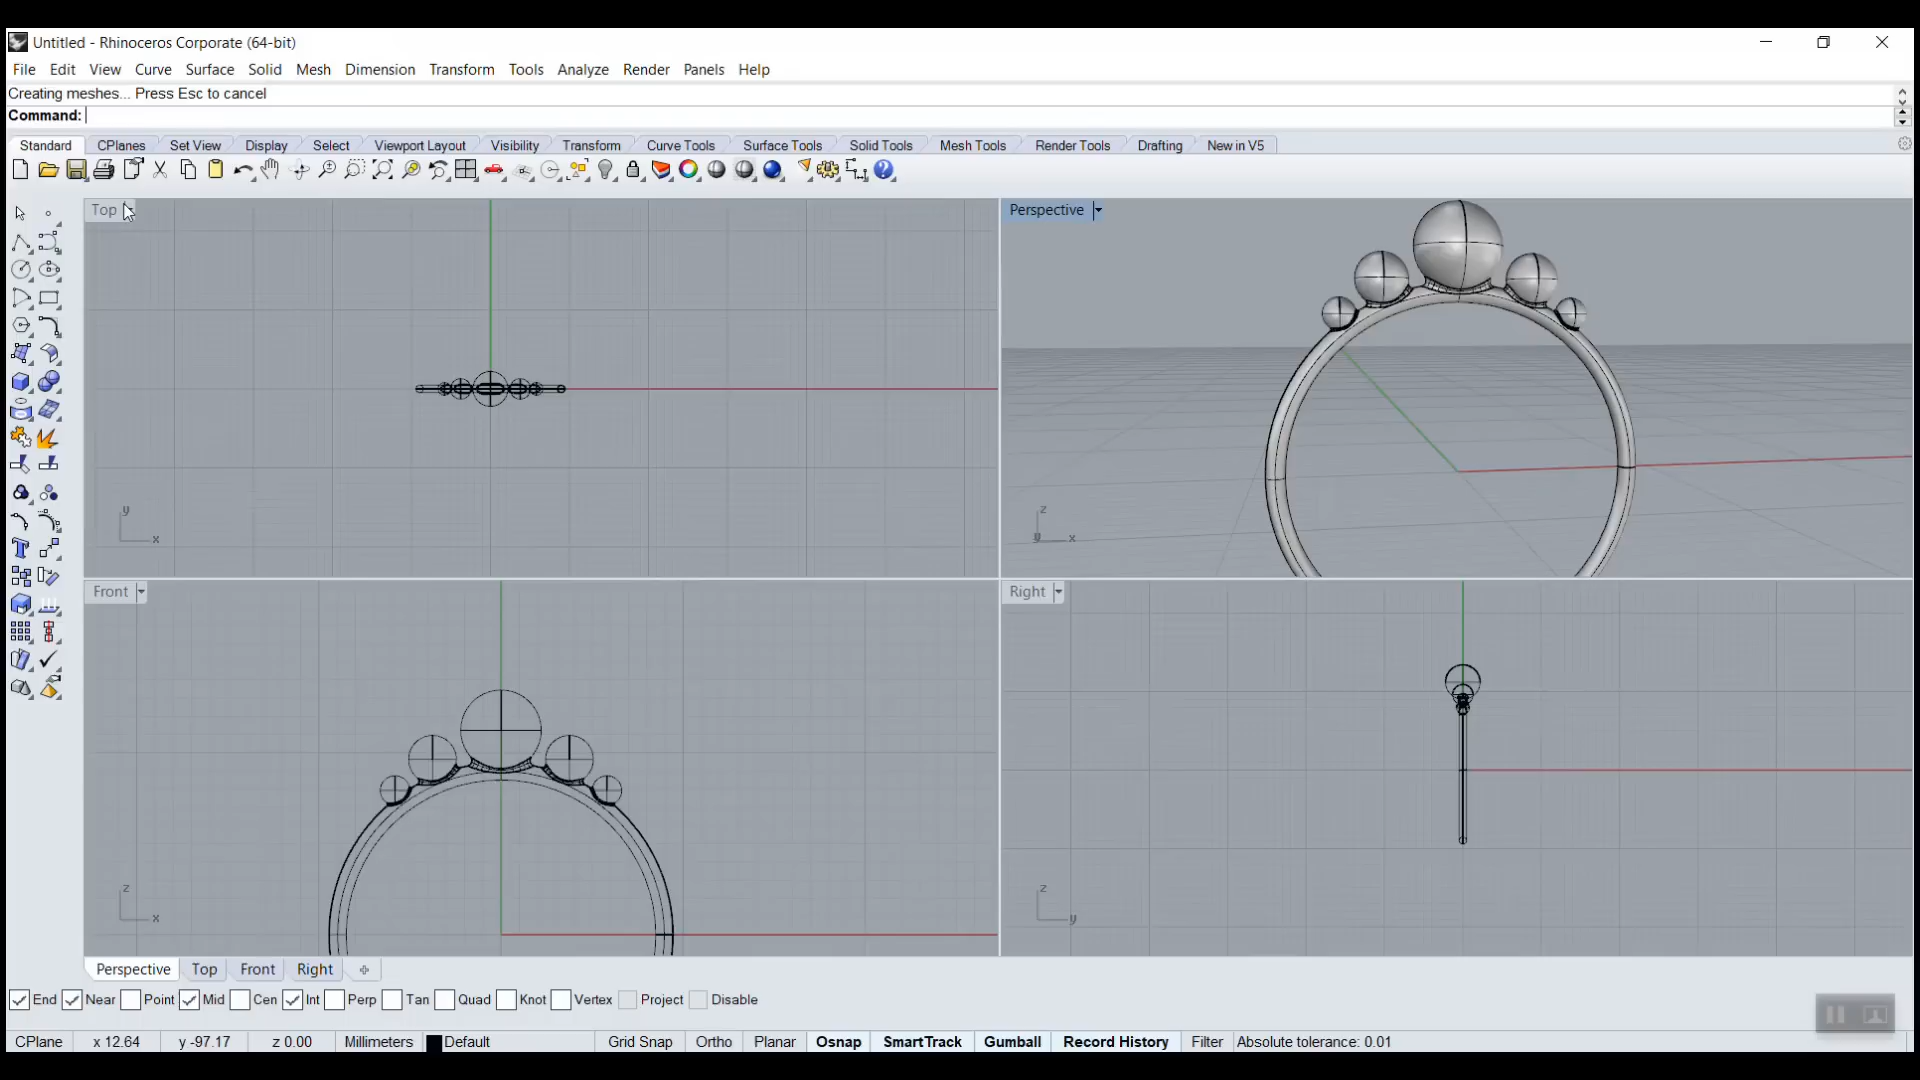 Untitled - Rhinoceros Corporate (64-bit)
File Edit View Curve Surface Solid Mesh Dimension Transform Tools Analyze Render Panels Help
Creating meshes... Press Esc to cancel
Command:
Standard CPlanes Set View Display Select Viewport Layout Visibility Transform Curve Tools Surface Tools Solid Tools Mesh Tools Render Tools Drafting New in V5
Top
Perspective
y
x
z
y x
Front
Right
z
x
z
y
Perspective Top Front Right
End Near Point Mid Cen Int Perp Tan Quad Knot Vertex Project Disable
CPlane x 12.64 y -97.17 z 0.00 Millimeters Default Grid Snap Ortho Planar Osnap SmartTrack Gumball Record History Filter Absolute tolerance: 0.01